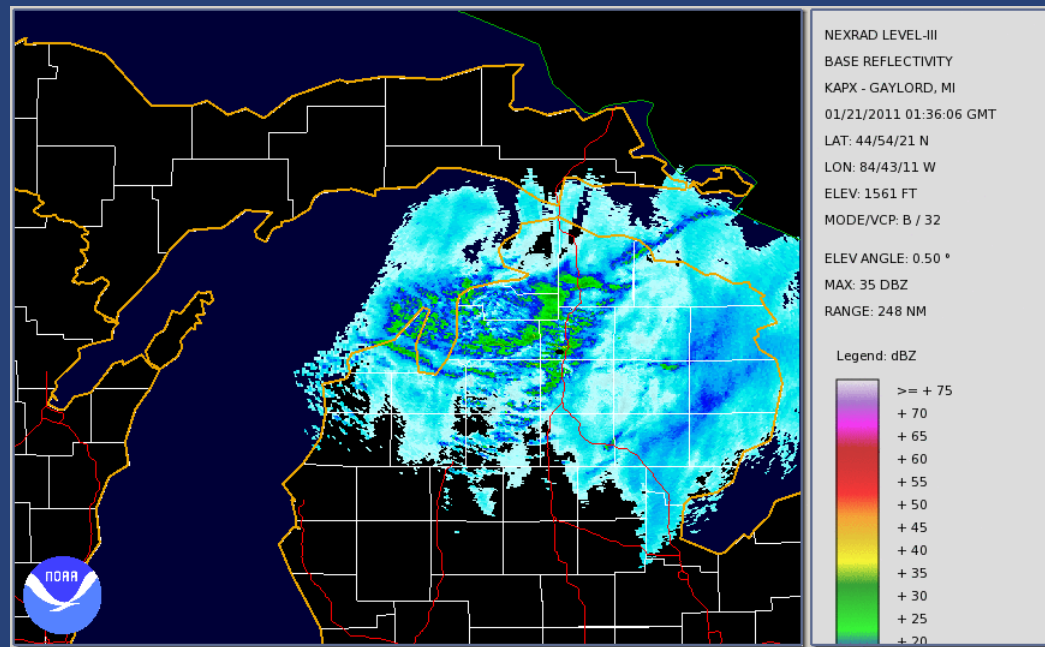 NEXRAD LEVEL-III
BASE REFLECTIVITY
KAPX - GAYLORD, MI
01/21/2011 01:36:06 GMT
LAT: 44/54/21 N
LON: 84/43/11 W
ELEV: 1561 FT
MODE/VCP: B / 32
ELEV ANGLE: 0.50 °
MAX: 35 DBZ
RANGE: 248 NM
Legend: dBZ
>= + 75
+ 70
+ 65
+ 60
+ 55
+ 50
+ 45
+ 40
+ 35
+ 30
+ 25
+ 20
NOAA